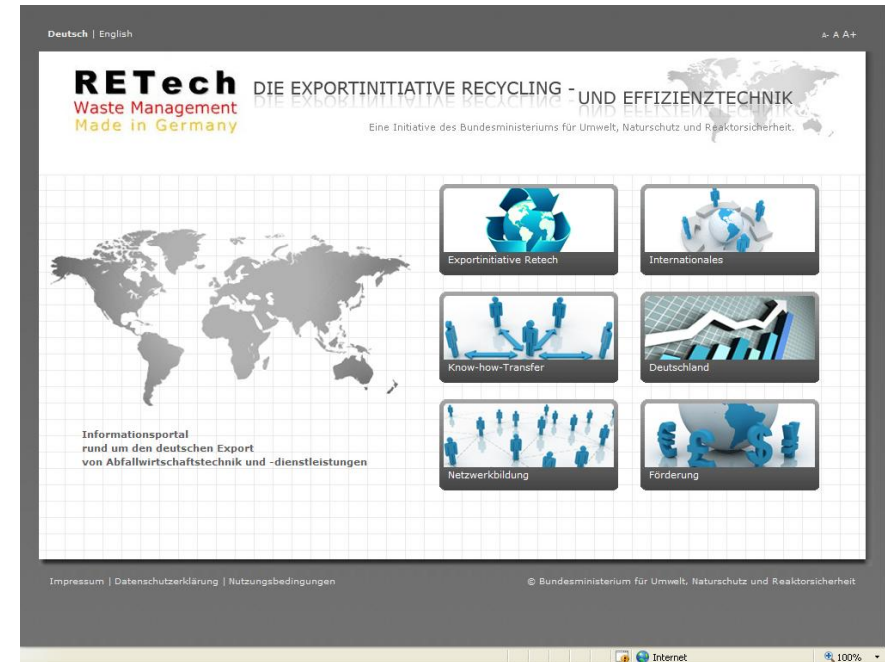 Deutsch | English
A- A A+
RETech
Waste Management
Made in Germany
DIE EXPORTINITIATIVE RECYCLING -
UND EFFIZIENZTECHNIK
Eine Initiative des Bundesministeriums für Umwelt, Naturschutz und Reaktorsicherheit.
Exportinitiative Retech
Internationales
Know-how-Transfer
Deutschland
Netzwerkbildung
Förderung
Informationsportal
rund um den deutschen Export
von Abfallwirtschaftstechnik und -dienstleistungen
Impressum | Datenschutzerklärung | Nutzungsbedingungen
© Bundesministerium für Umwelt, Naturschutz und Reaktorsicherheit
Internet
100%